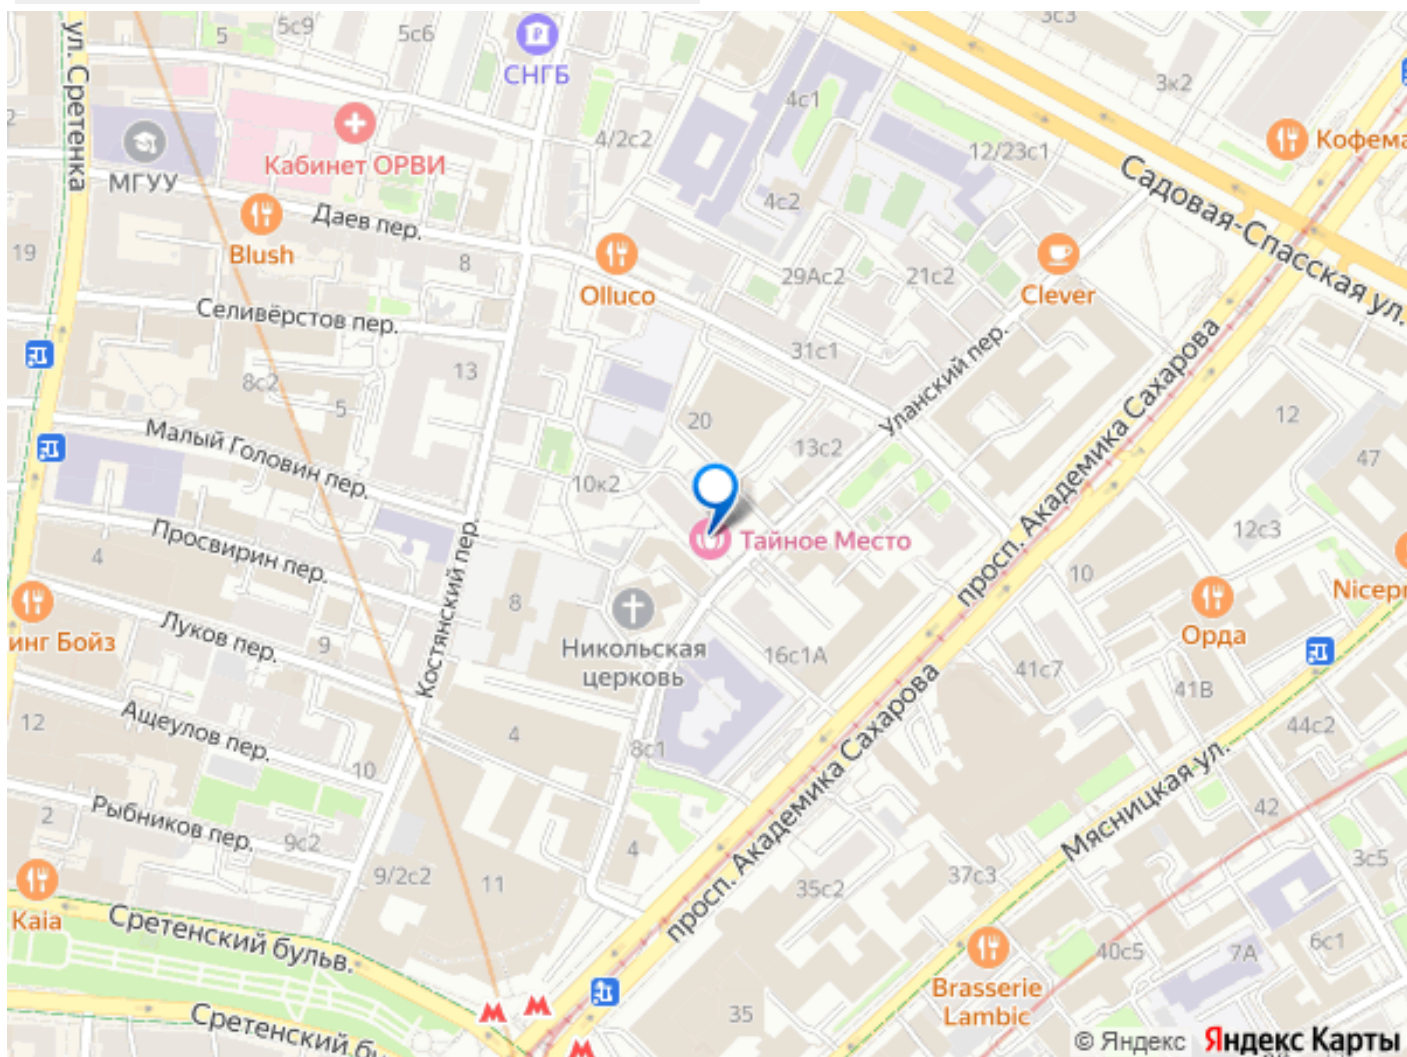 5с9
5
5с6
СНГБ
3с3
3к2
4с1
ул. Сретенка
МГУУ
Кабинет ОРВИ
4/2с2
12/23с1
Кофема
Садовая-Спасская ул.
4с2
19
Blush
Даев пер.
8
Olluco
29Ас2
21с2
Clever
Селивёрстов пер.
13
8с2
5
31с1
Уланский пер.
просп. Академика Сахарова
12
47
Малый Головин пер.
20
13с2
10к2
Просвирин пер.
4
Костянский пер.
Тайное Место
12с3
10
Nicepr
Орда
инг Бойз
Луков пер.
9
8
Никольская
церковь
16с1А
41с7
41В
44с2
12
Ащеулов пер.
10
4
8с1
просп. Академика Сахарова
Мясницкая ул.
42
2
Рыбников пер.
9с2
9/2с2
11
4
35с2
37с3
3с5
Kaia
Сретенский бульв.
40с5
7А
6с1
Brasserie
Lambic
35
Сретенский бу
© Яндекс Яндекс Карты